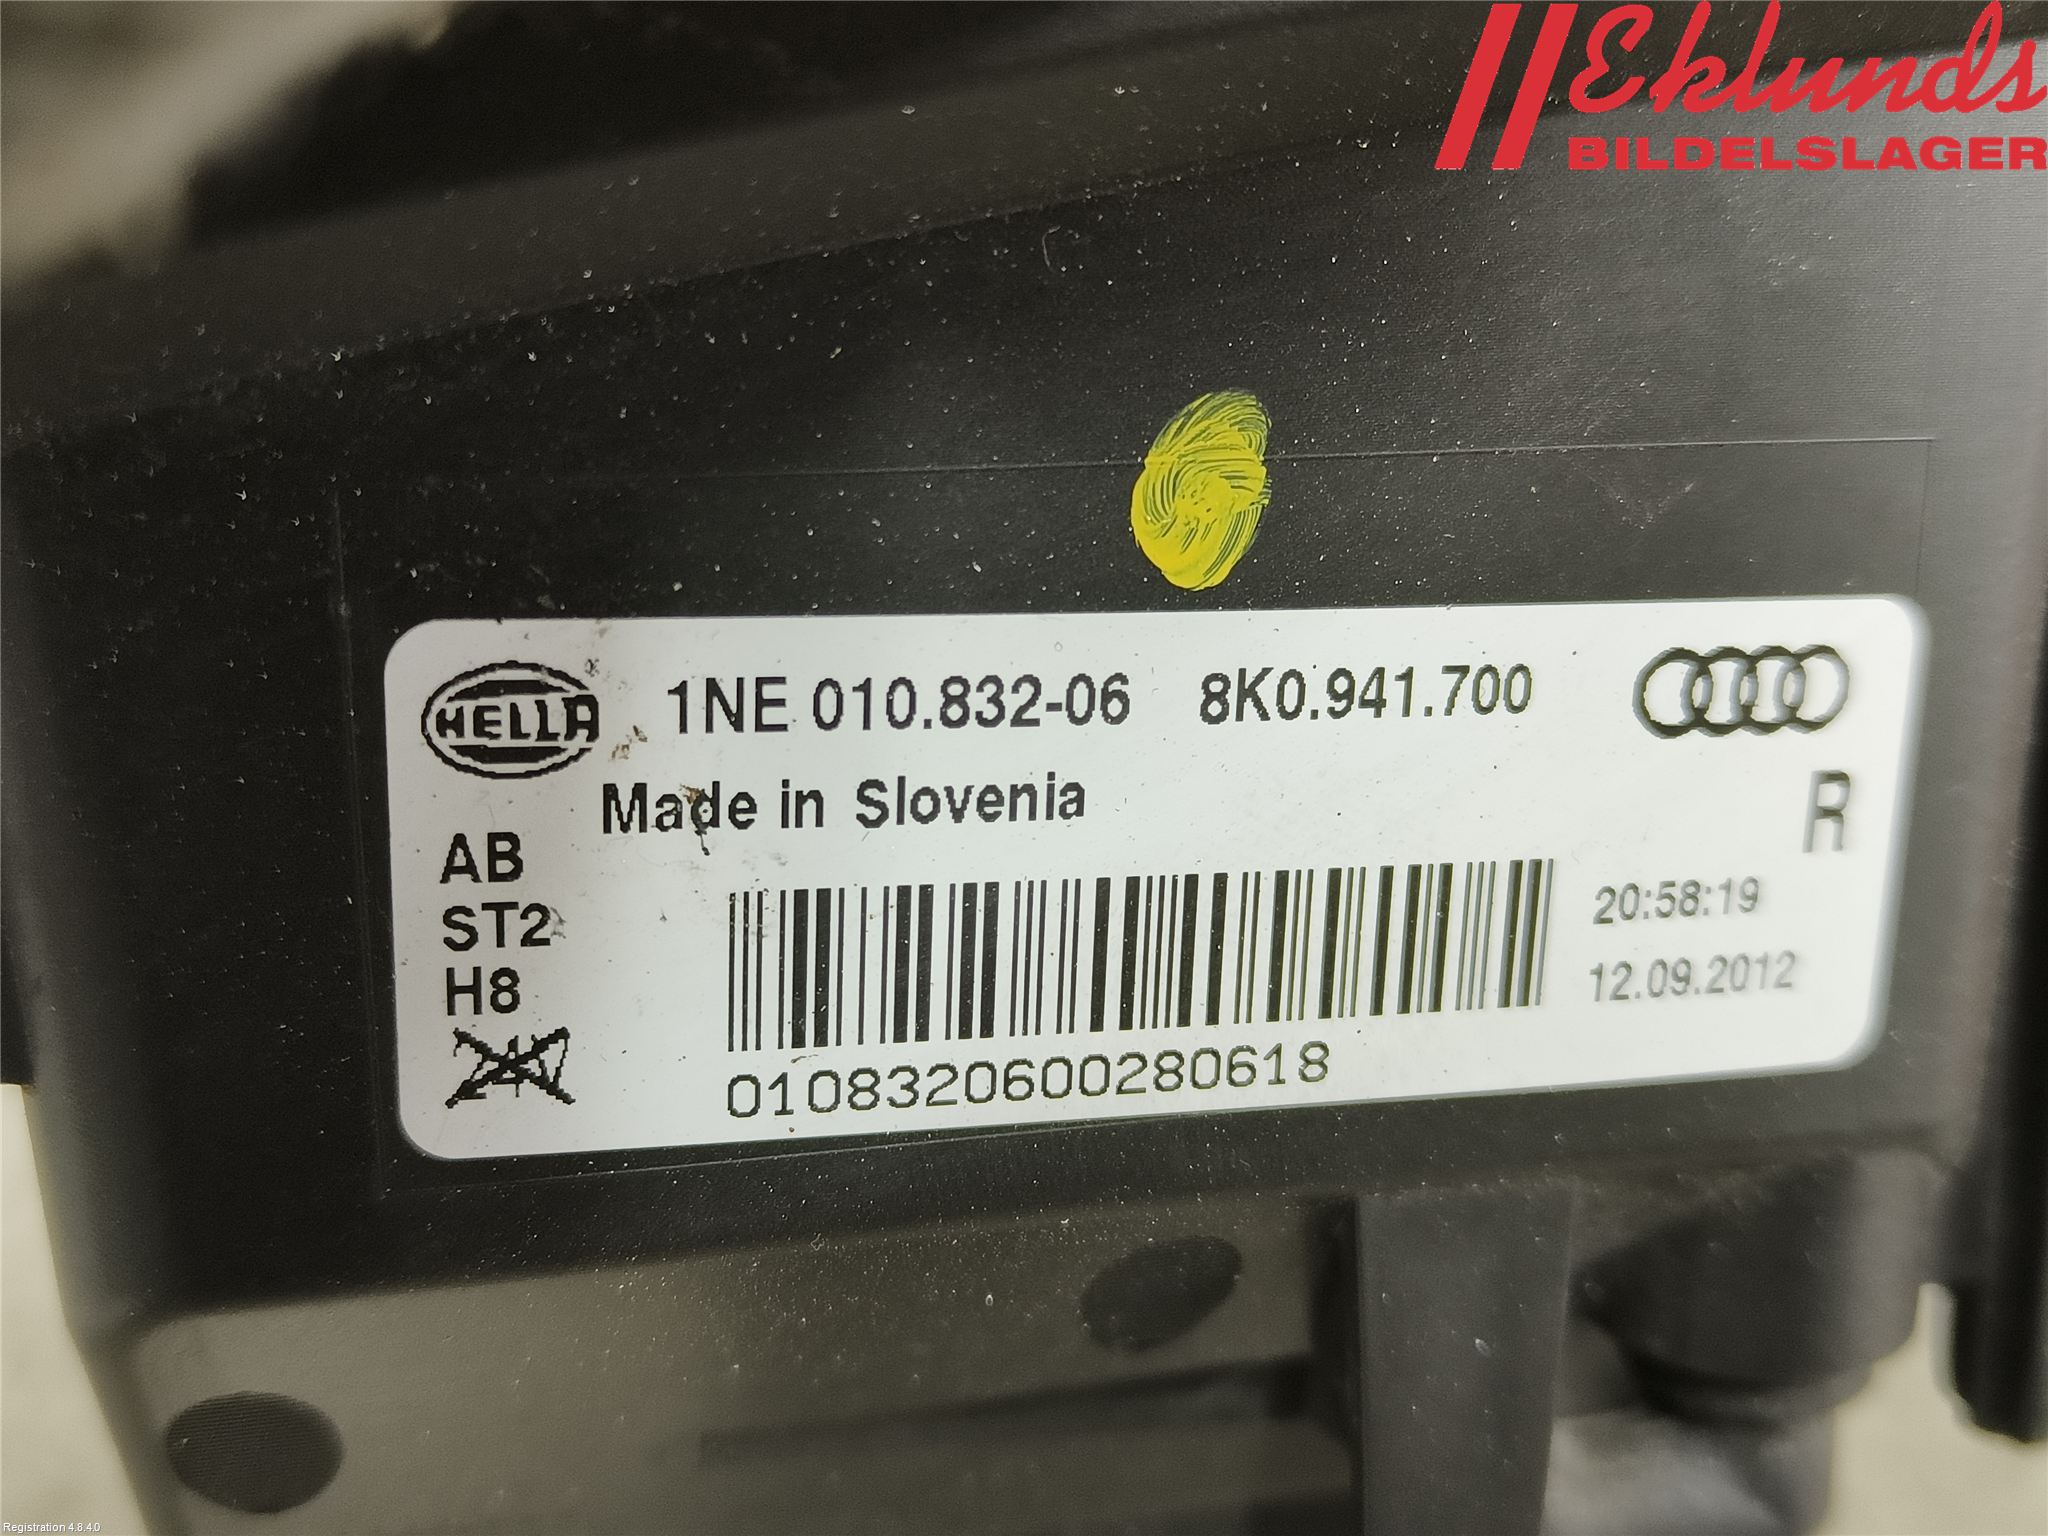 Eklunds
BILDELSLAGER
HELLA 1NE 010.832-06 8K0.941.700
Made in Slovenia
R
AB
ST2
H8
20:58:19
12.09.2012
0108320600280618
Registration 4.8.4.0